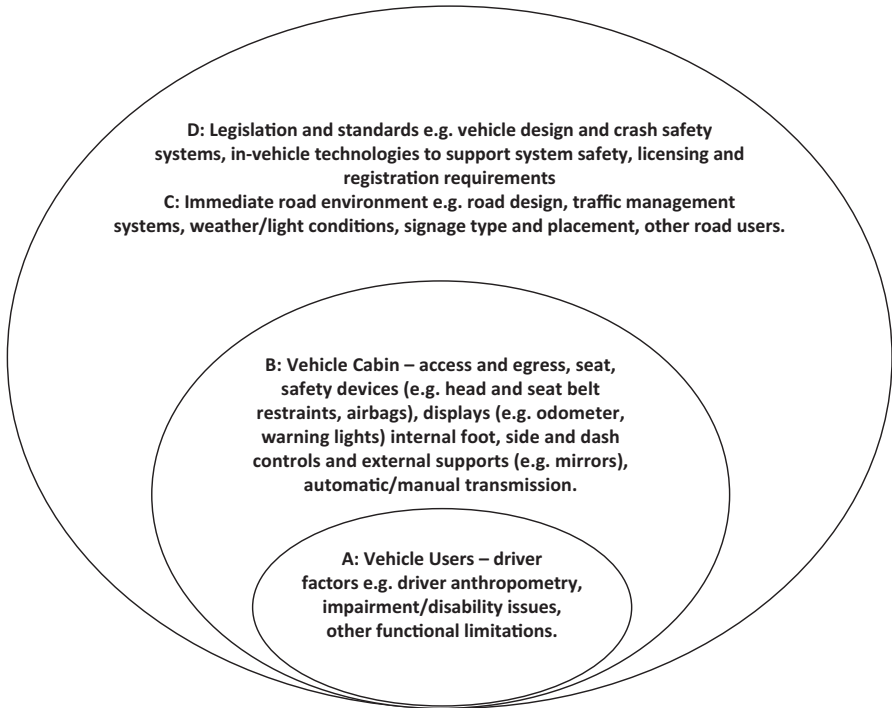 D: Legislation and standards e.g. vehicle design and crash safety
systems, in-vehicle technologies to support system safety, licensing and
registration requirements
C: Immediate road environment e.g. road design, traffic management
systems, weather/light conditions, signage type and placement, other road users.
B: Vehicle Cabin – access and egress, seat,
safety devices (e.g. head and seat belt
restraints, airbags), displays (e.g. odometer,
warning lights) internal foot, side and dash
controls and external supports (e.g. mirrors),
automatic/manual transmission.
A: Vehicle Users – driver
factors e.g. driver anthropometry,
impairment/disability issues,
other functional limitations.